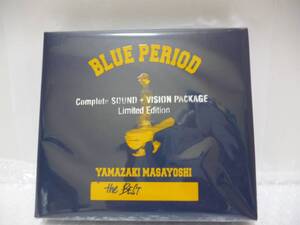 BLUE PERIOD
Complete SOUND + VISION PACKAGE
Limited Edition
YAMAZAKI MASAYOSHI
the BEST